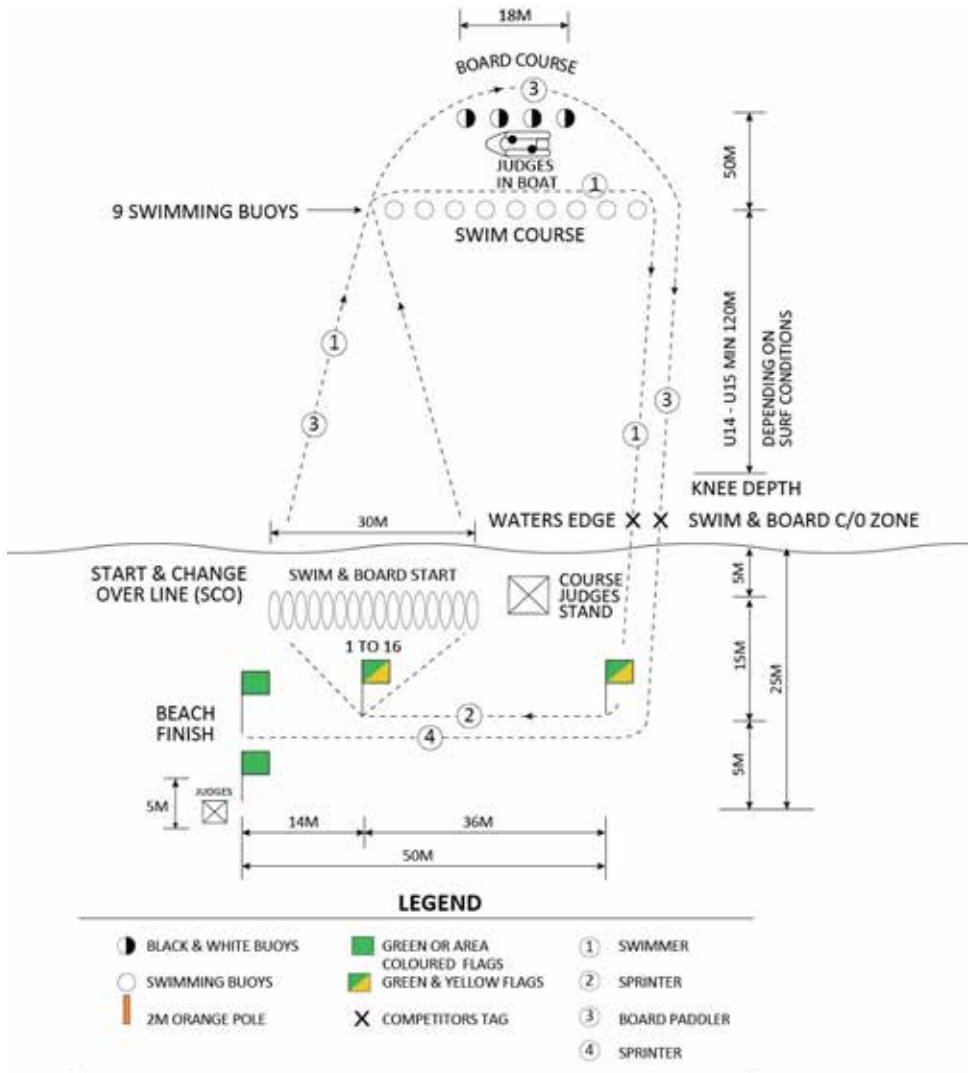 18M
BOARD COURSE
3
JUDGES
IN BOAT
50M
1
9 SWIMMING BUOYS
SWIM COURSE
1
3
U14 - U15 MIN 120M
DEPENDING ON
SURF CONDITIONS
3
1
KNEE DEPTH
30M
WATERS EDGE
SWIM & BOARD C/0 ZONE
START & CHANGE
OVER LINE (SCO)
SWIM & BOARD START
COURSE
JUDGES
STAND
5M
1 TO 16
15M
25M
BEACH
FINISH
2
4
5M
JUDGES
5M
14M
36M
50M
LEGEND
BLACK & WHITE BUOYS
SWIMMING BUOYS
2M ORANGE POLE
GREEN OR AREA
COLOURED FLAGS
GREEN & YELLOW FLAGS
COMPETITORS TAG
1 SWIMMER
2 SPRINTER
3 BOARD PADDLER
4 SPRINTER